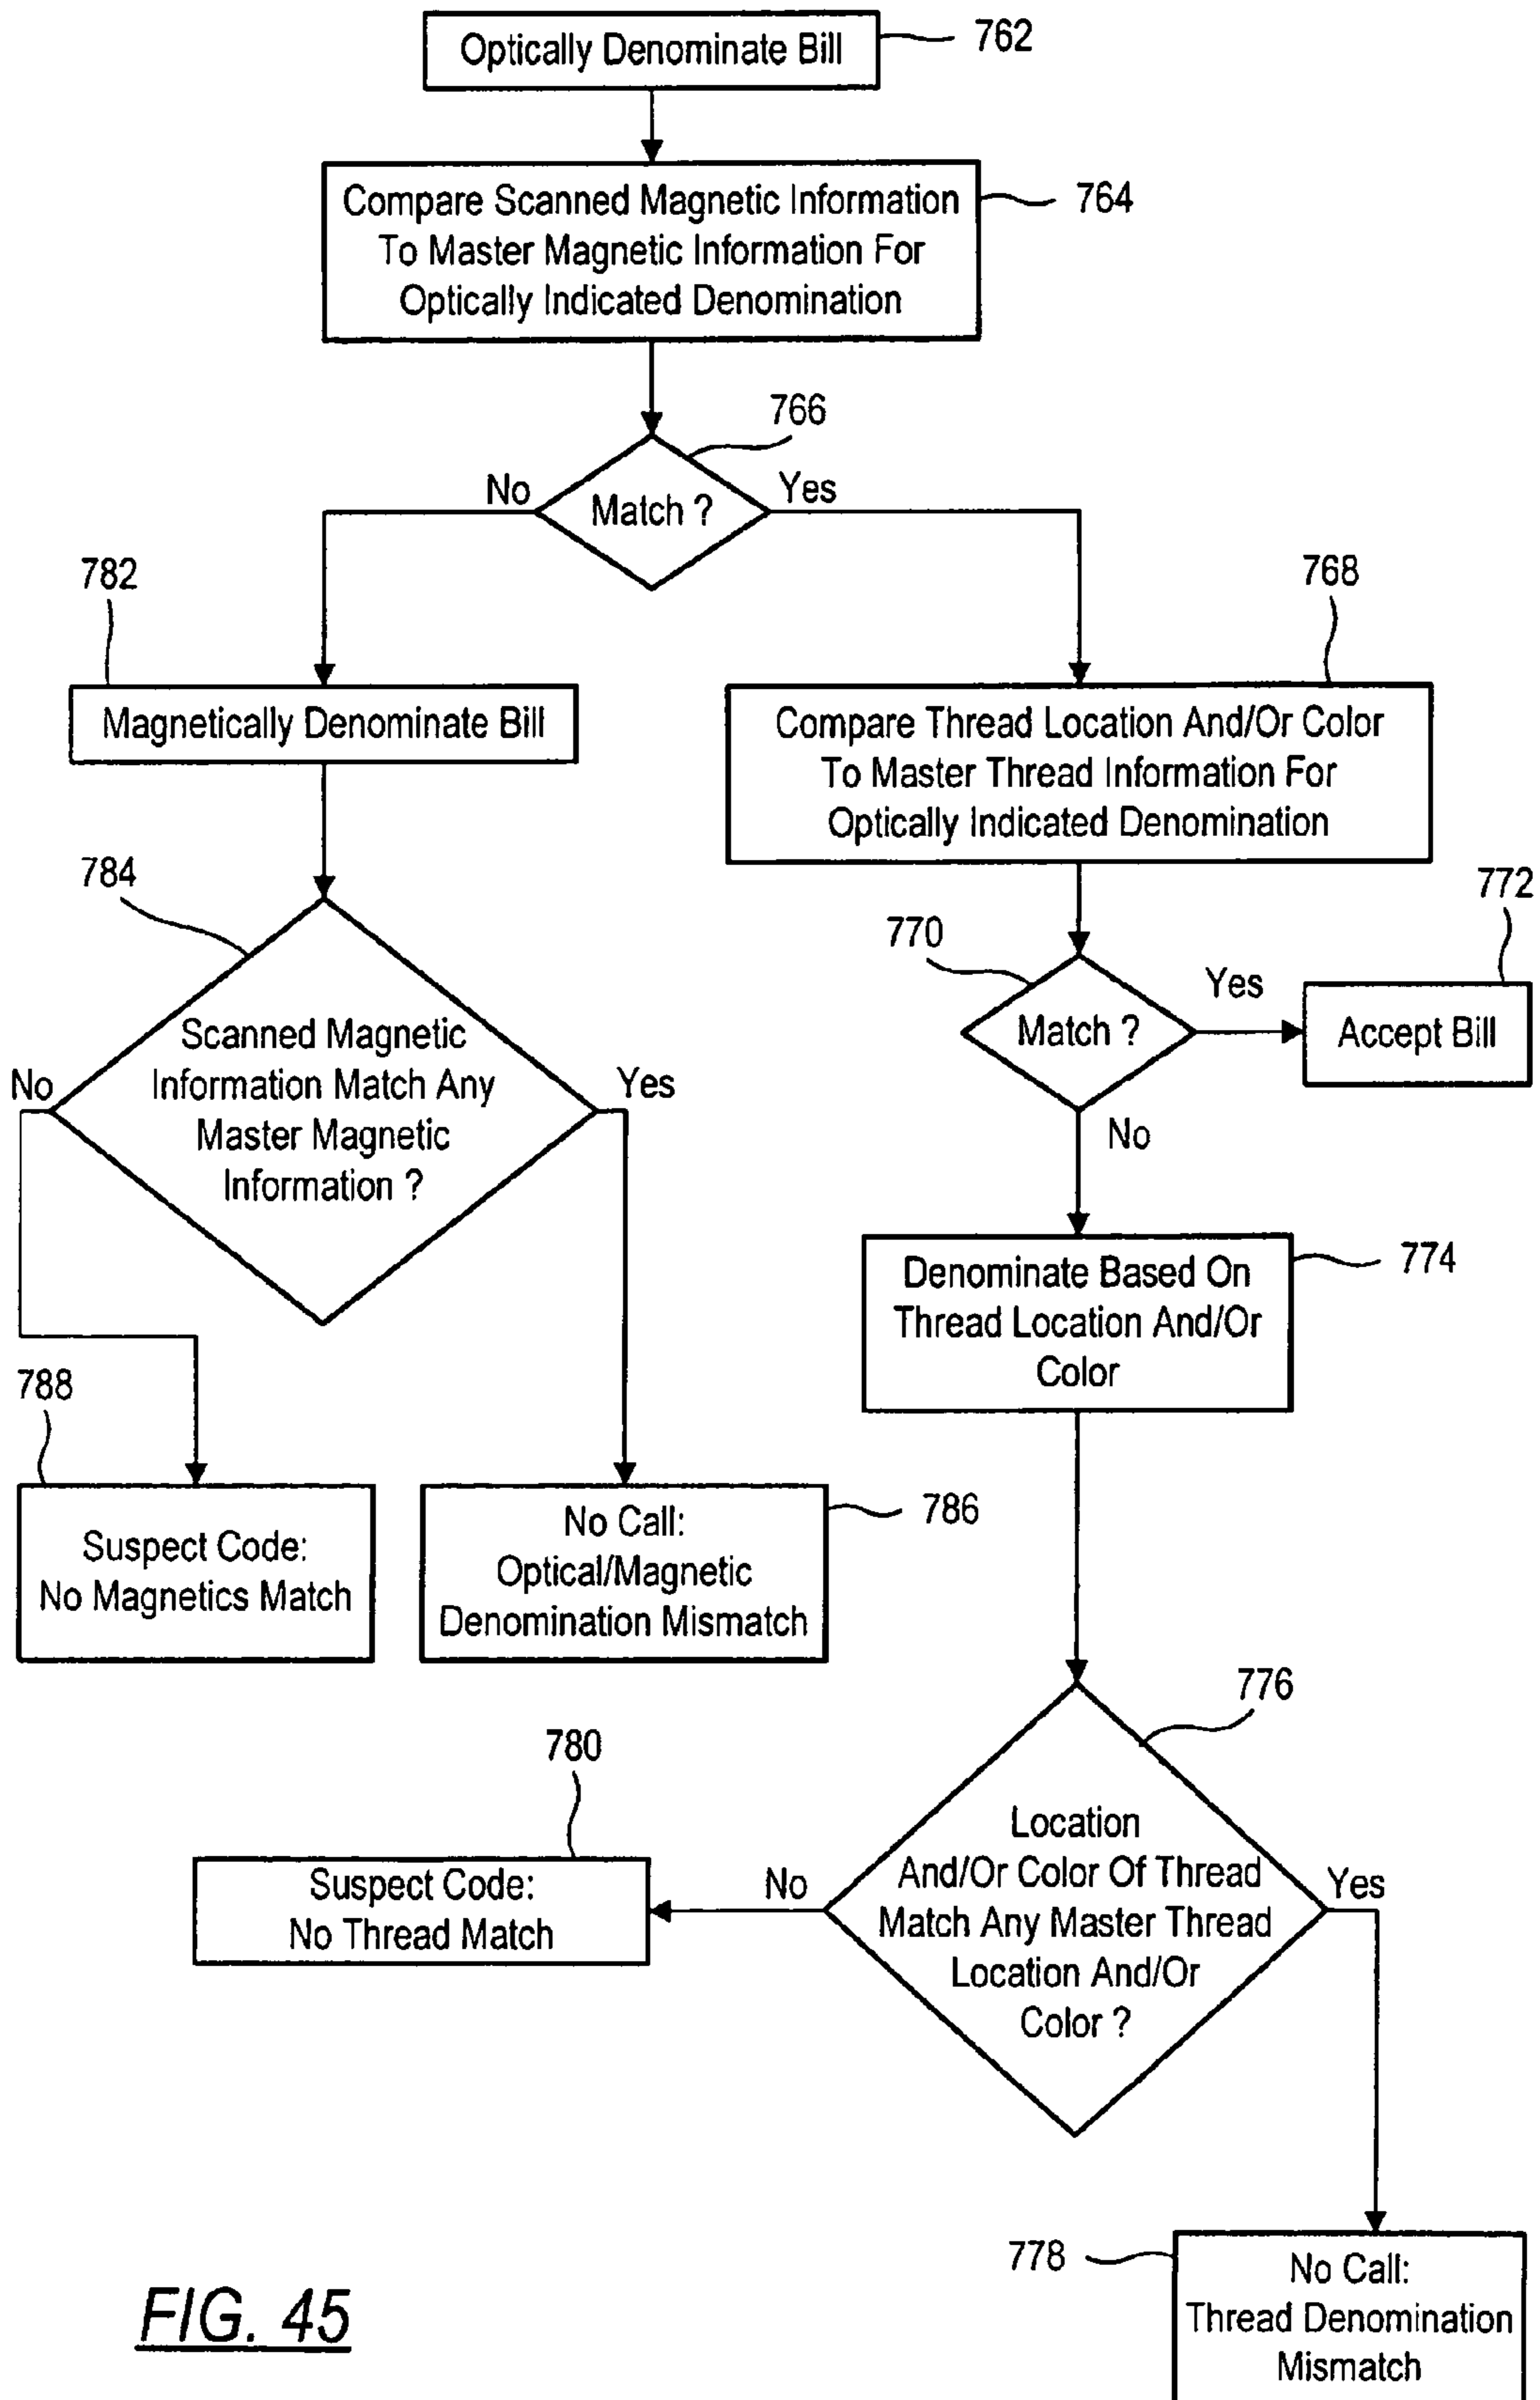 Optically Denominate Bill
762
Compare Scanned Magnetic Information
To Master Magnetic Information For
Optically Indicated Denomination
764
766
Match ?
No
Yes
782
768
Magnetically Denominate Bill
Compare Thread Location And/Or Color
To Master Thread Information For
Optically Indicated Denomination
784
770
772
Scanned Magnetic
Information Match Any
Master Magnetic
Information ?
No
Yes
Match ?
Yes
Accept Bill
No
Denominate Based On
Thread Location And/Or
Color
774
788
Suspect Code:
No Magnetics Match
No Call:
Optical/Magnetic
Denomination Mismatch
786
776
780
Suspect Code:
No Thread Match
No
Location
And/Or Color Of Thread
Match Any Master Thread
Location And/Or
Color ?
Yes
778
No Call:
Thread Denomination
Mismatch
FIG. 45